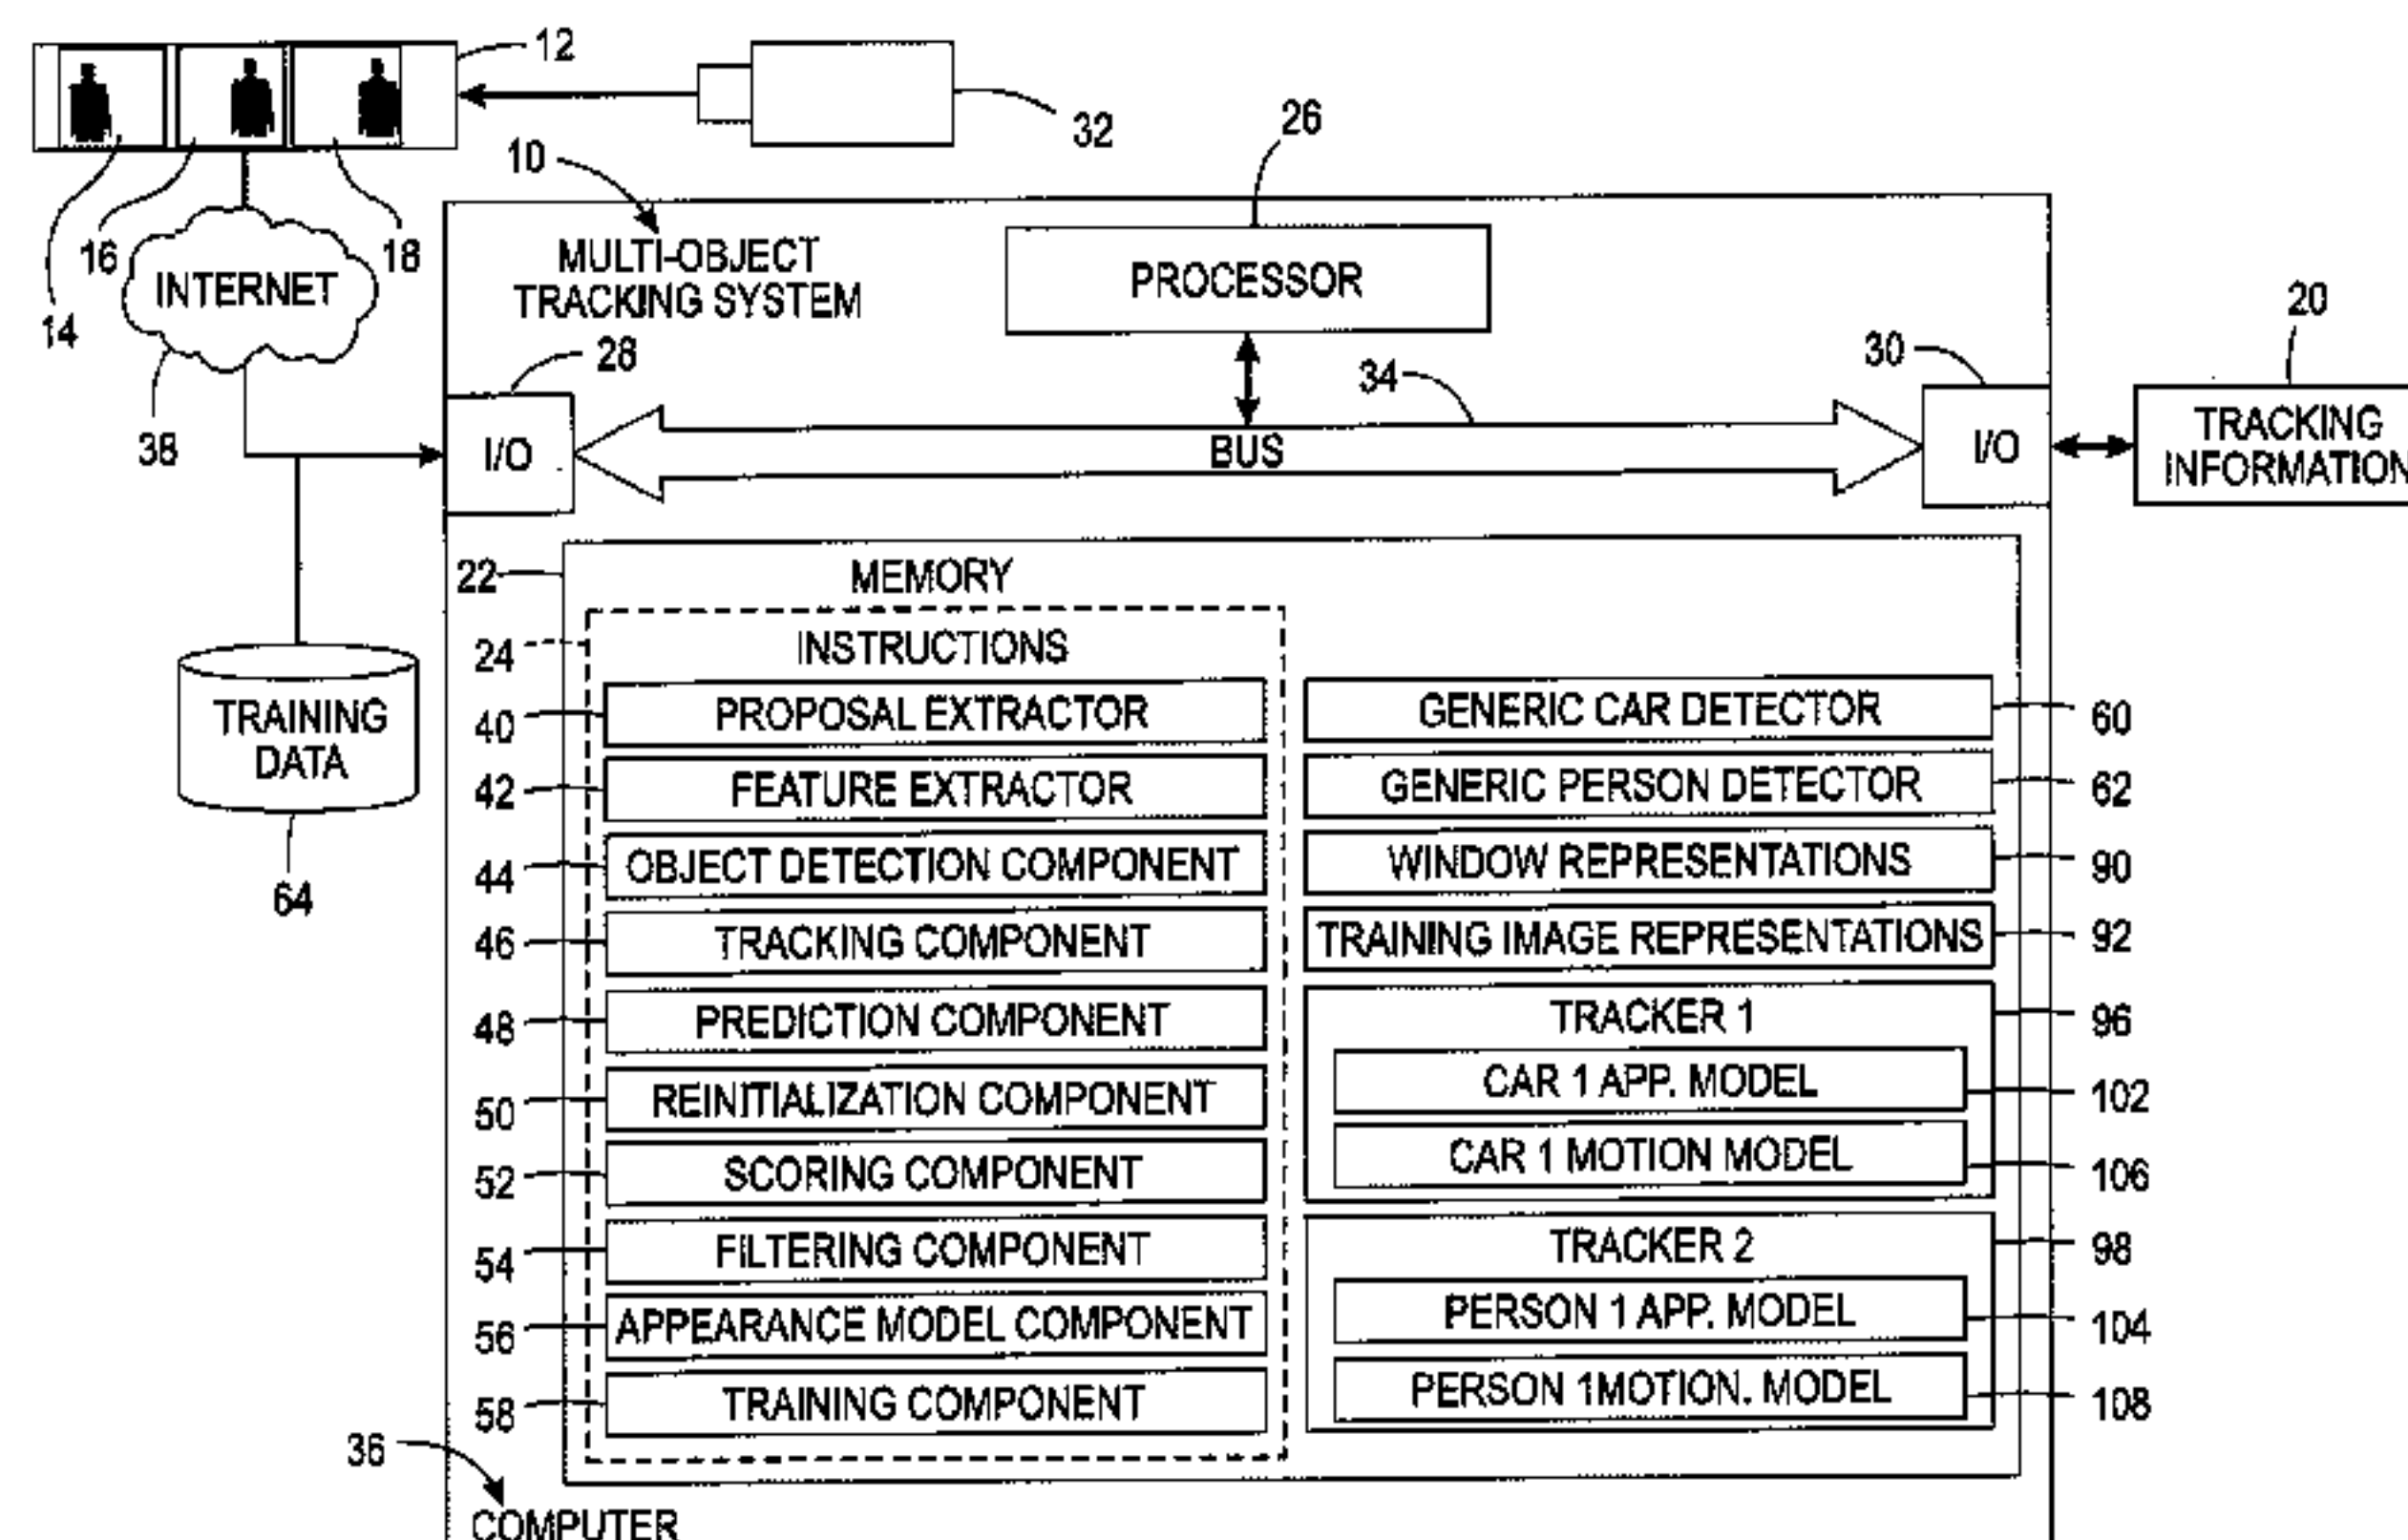 12
32
10
26
14
16
18
INTERNET
38
MULTI-OBJECT
TRACKING SYSTEM
PROCESSOR
28
34
30
20
I/O
BUS
I/O
TRACKING
INFORMATION
22
MEMORY
24
INSTRUCTIONS
TRAINING
DATA
64
40
PROPOSAL EXTRACTOR
42
FEATURE EXTRACTOR
44
OBJECT DETECTION COMPONENT
46
TRACKING COMPONENT
48
PREDICTION COMPONENT
50
REINITIALIZATION COMPONENT
52
SCORING COMPONENT
54
FILTERING COMPONENT
56
APPEARANCE MODEL COMPONENT
58
TRAINING COMPONENT
GENERIC CAR DETECTOR
60
GENERIC PERSON DETECTOR
62
WINDOW REPRESENTATIONS
90
TRAINING IMAGE REPRESENTATIONS
92
TRACKER 1
96
CAR 1 APP. MODEL
102
CAR 1 MOTION MODEL
106
TRACKER 2
98
PERSON 1 APP. MODEL
104
PERSON 1MOTION. MODEL
108
36
COMPUTER